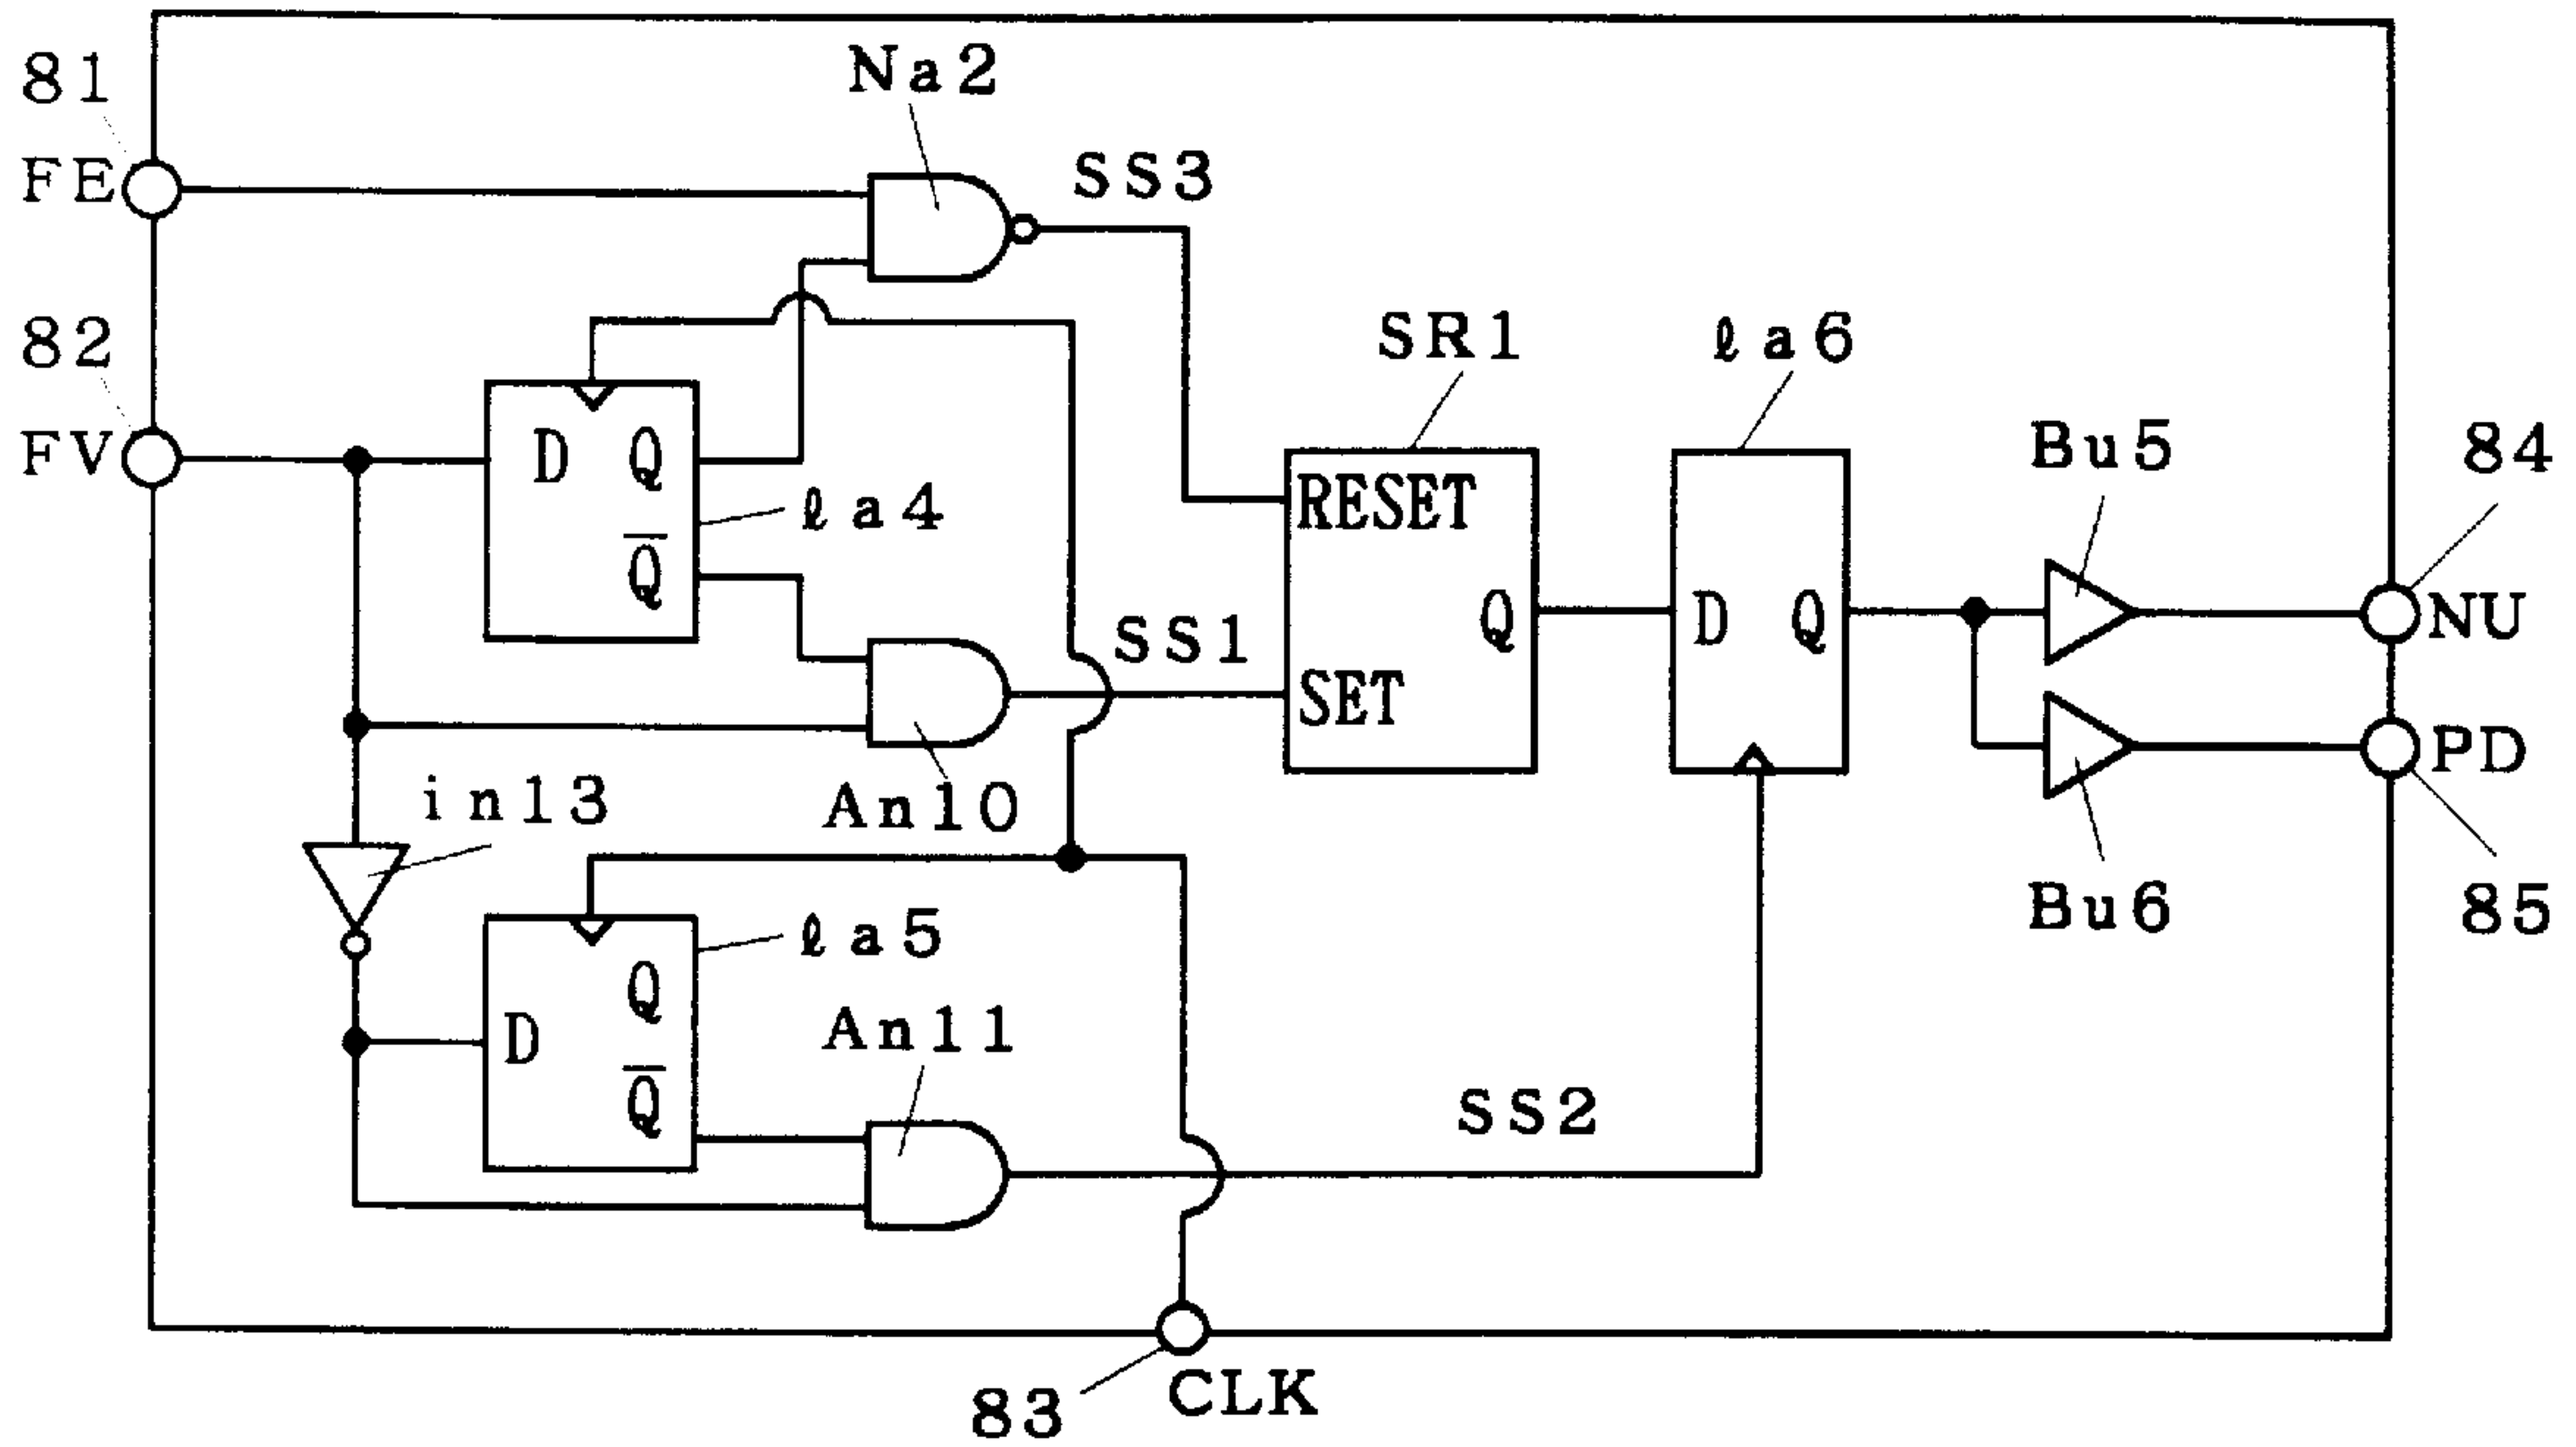 81
Na2
FE
SS3
82
SR1
ℓa6
FV
D
Q
Bu5
84
ℓa4
RESET
Q̅
SS1
Q
D
Q
NU
SET
PD
in13
An10
Bu6
85
ℓa5
Q
D
An11
Q̅
SS2
83
CLK